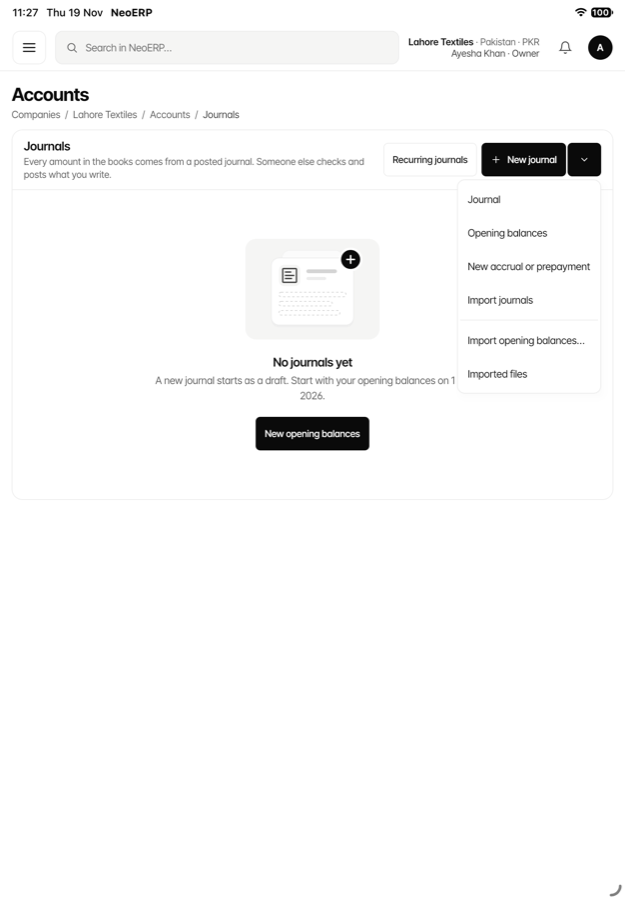 11:27 Thu 19 Nov NeoERP
100
Search in NeoERP...
Lahore Textiles · Pakistan · PKR
Ayesha Khan · Owner
A
Accounts
Companies / Lahore Textiles / Accounts / Journals
Journals
Every amount in the books comes from a posted journal. Someone else checks and
posts what you write.
Recurring journals
New journal
Journal
Opening balances
New accrual or prepayment
Import journals
Import opening balances...
Imported files
No journals yet
A new journal starts as a draft. Start with your opening balances on 1
2026.
New opening balances